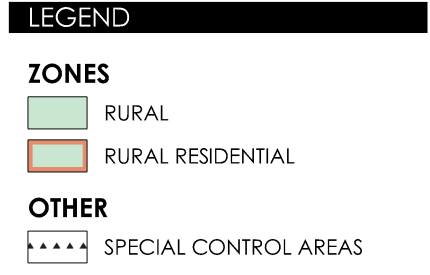 LEGEND
ZONES
RURAL
RURAL RESIDENTIAL
OTHER
SPECIAL CONTROL AREAS